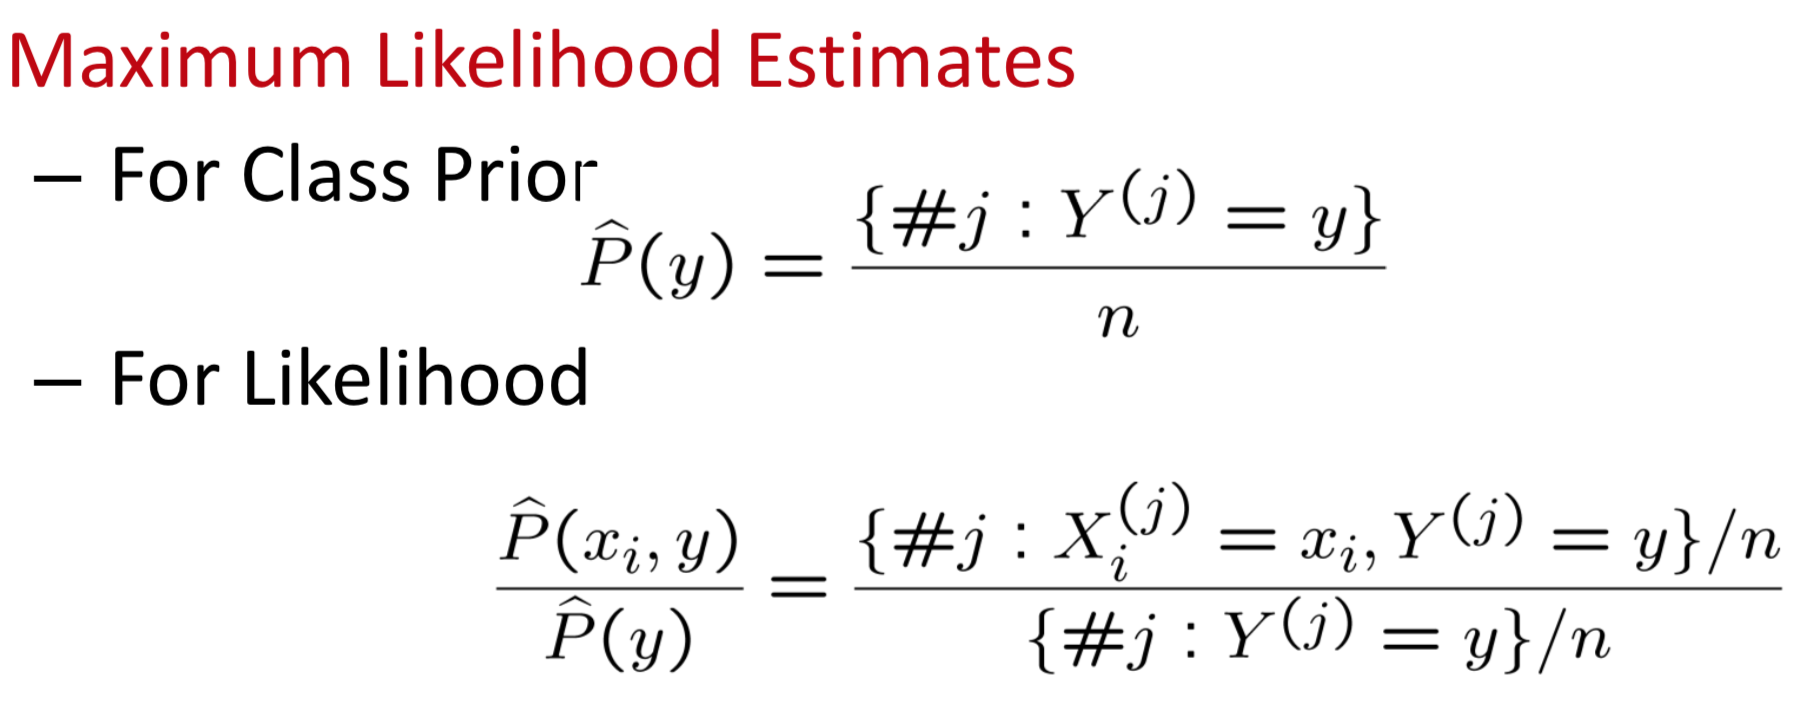 Maximum Likelihood Estimates
– For Class Prior
P̂(y) = {#j : Y^(j) = y} / n
– For Likelihood
P̂(x_i, y) / P̂(y) = {#j : X_i^(j) = x_i, Y^(j) = y}/n / {#j : Y^(j) = y}/n